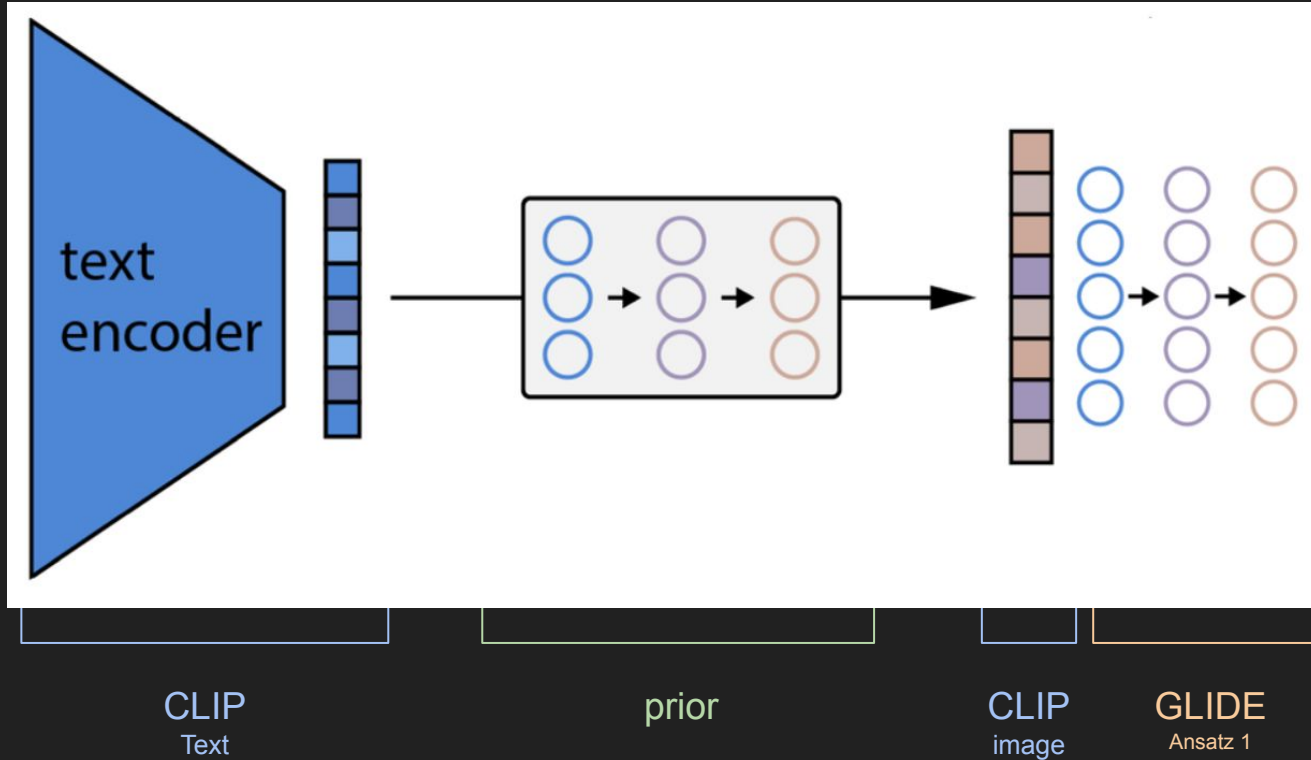 text
encoder
CLIP
Text
prior
CLIP
image
GLIDE
Ansatz 1